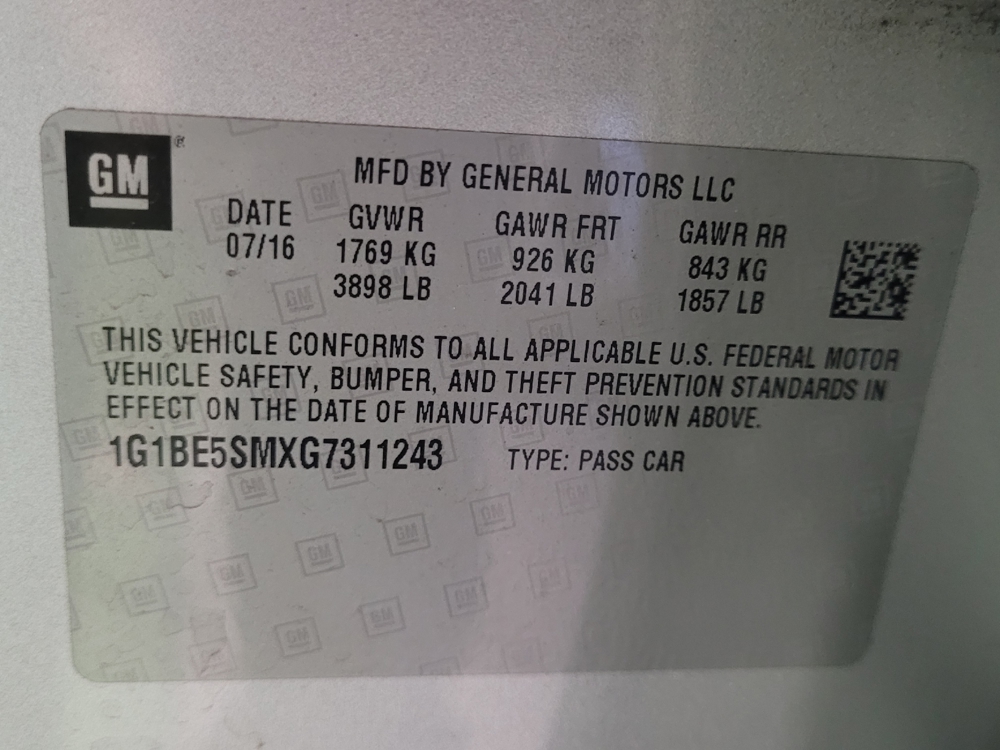 GM
MFD BY GENERAL MOTORS LLC
DATE GVWR GAWR FRT GAWR RR
07/16 1769 KG 926 KG 843 KG
3898 LB 2041 LB 1857 LB
THIS VEHICLE CONFORMS TO ALL APPLICABLE U.S. FEDERAL MOTOR
VEHICLE SAFETY, BUMPER, AND THEFT PREVENTION STANDARDS IN
EFFECT ON THE DATE OF MANUFACTURE SHOWN ABOVE.
1G1BE5SMXG7311243 TYPE: PASS CAR